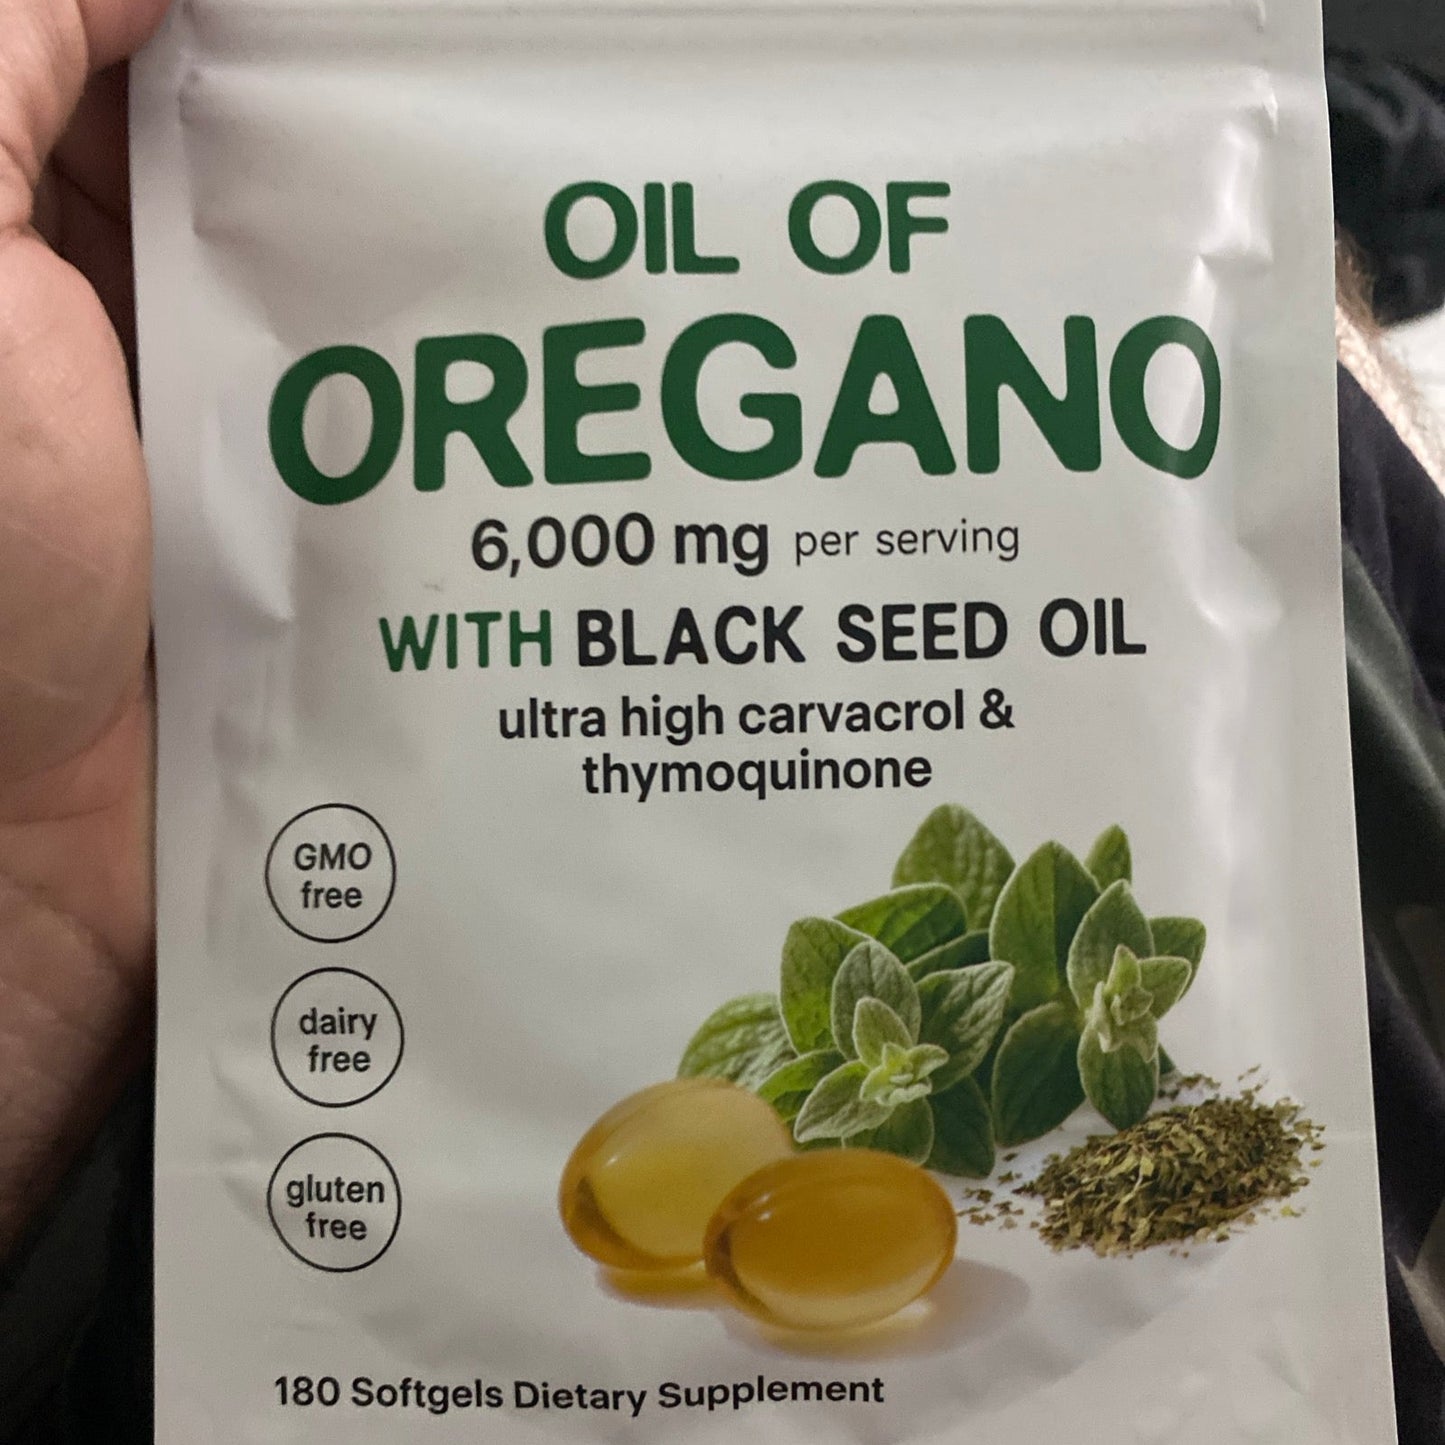 OIL OF
OREGANO
6,000 mg per serving
WITH BLACK SEED OIL
ultra high carvacrol &
thymoquinone
GMO
free
dairy
free
gluten
free
180 Softgels Dietary Supplement